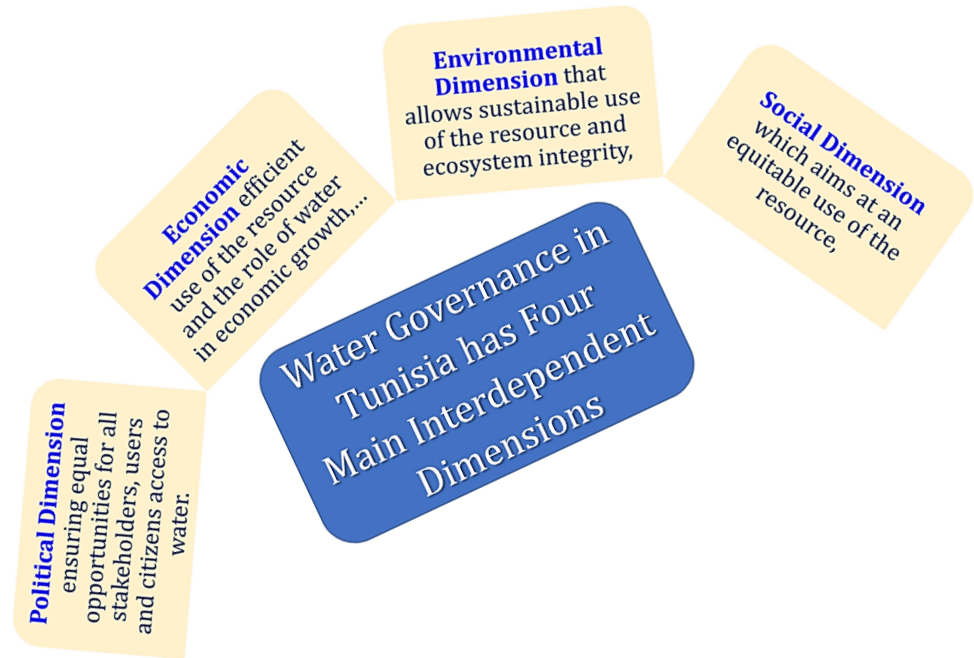 Environmental
Dimension that
allows sustainable use
of the resource and
ecosystem integrity,
Social Dimension
which aims at an
equitable use of the
resource,
Economic
Dimension efficient
use of the resource
and the role of water
in economic growth,...
Water Governance in
Tunisia has Four
Main Interdependent
Dimensions
Political Dimension
ensuring equal
opportunities for all
stakeholders, users
and citizens access to
water.